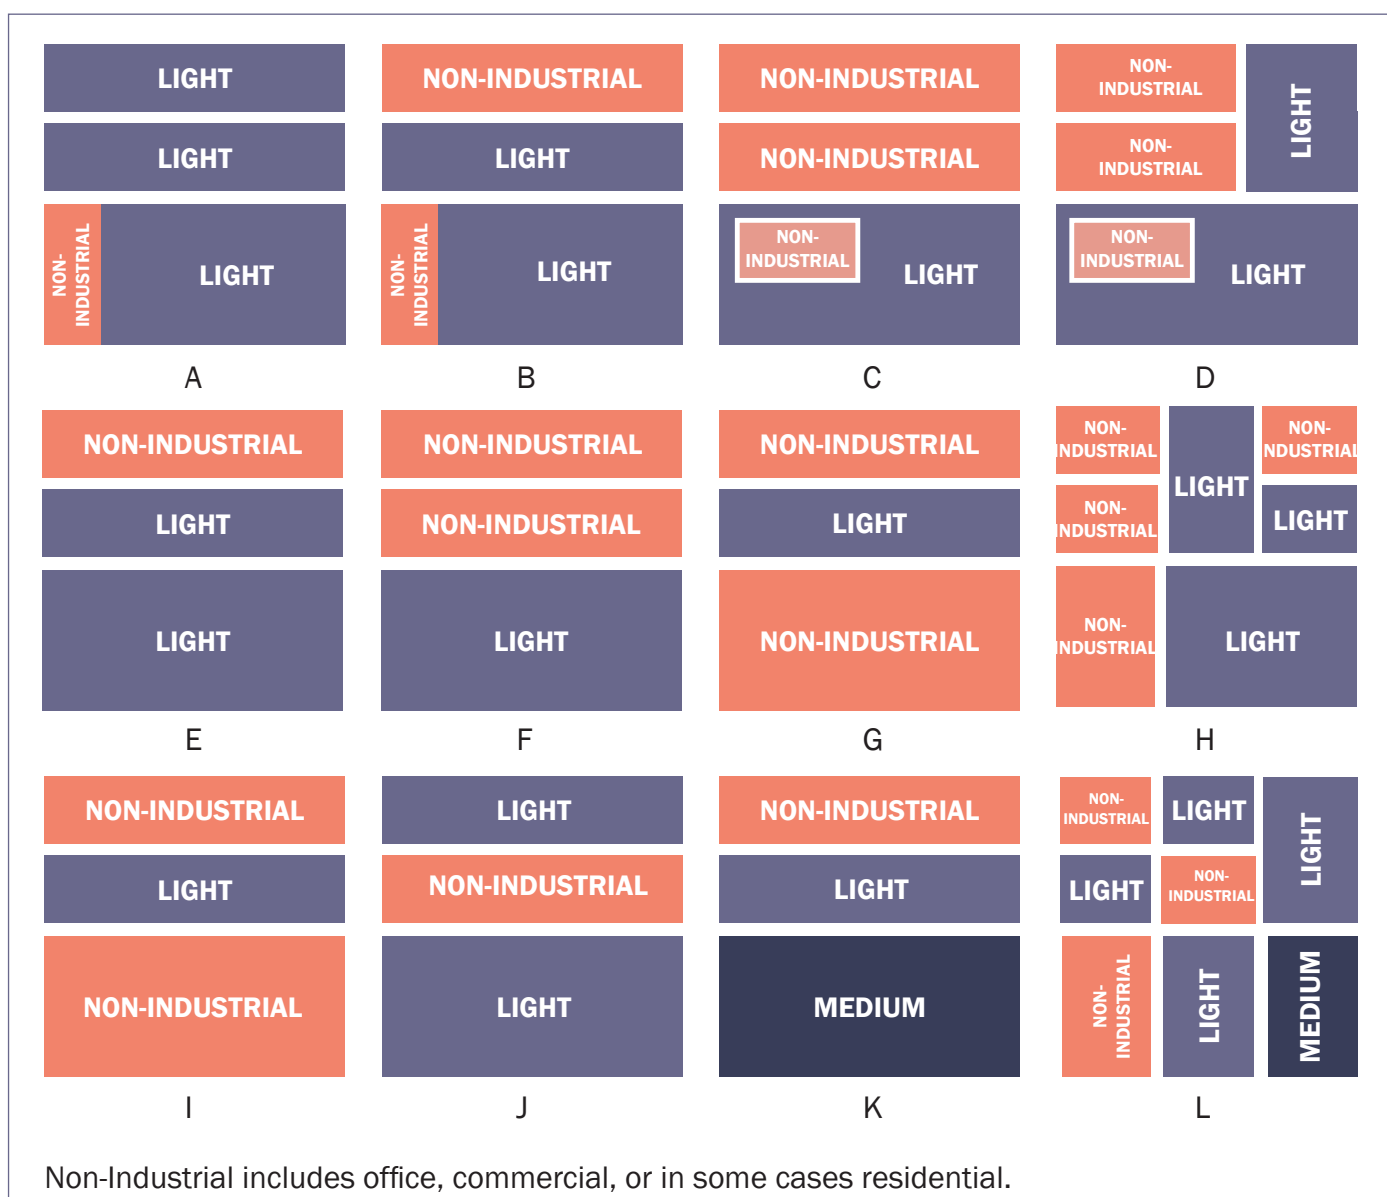 LIGHT
LIGHT
NON-
INDUSTRIAL
LIGHT
A
NON-INDUSTRIAL
LIGHT
NON-
INDUSTRIAL
LIGHT
B
NON-INDUSTRIAL
NON-INDUSTRIAL
NON-
INDUSTRIAL
LIGHT
C
NON-
INDUSTRIAL
LIGHT
NON-
INDUSTRIAL
NON-
INDUSTRIAL
LIGHT
D
NON-INDUSTRIAL
LIGHT
LIGHT
E
NON-INDUSTRIAL
NON-INDUSTRIAL
LIGHT
F
NON-INDUSTRIAL
LIGHT
NON-INDUSTRIAL
G
NON-
INDUSTRIAL
LIGHT
NON-
NDUSTRIAL
NON-
INDUSTRIAL
LIGHT
NON-
INDUSTRIAL
LIGHT
H
NON-INDUSTRIAL
LIGHT
NON-INDUSTRIAL
I
LIGHT
NON-INDUSTRIAL
LIGHT
J
NON-INDUSTRIAL
LIGHT
MEDIUM
K
NON-
INDUSTRIAL
LIGHT
LIGHT
LIGHT
NON-
INDUSTRIAL
NON-
INDUSTRIAL
LIGHT
MEDIUM
L
Non-Industrial includes office, commercial, or in some cases residential.